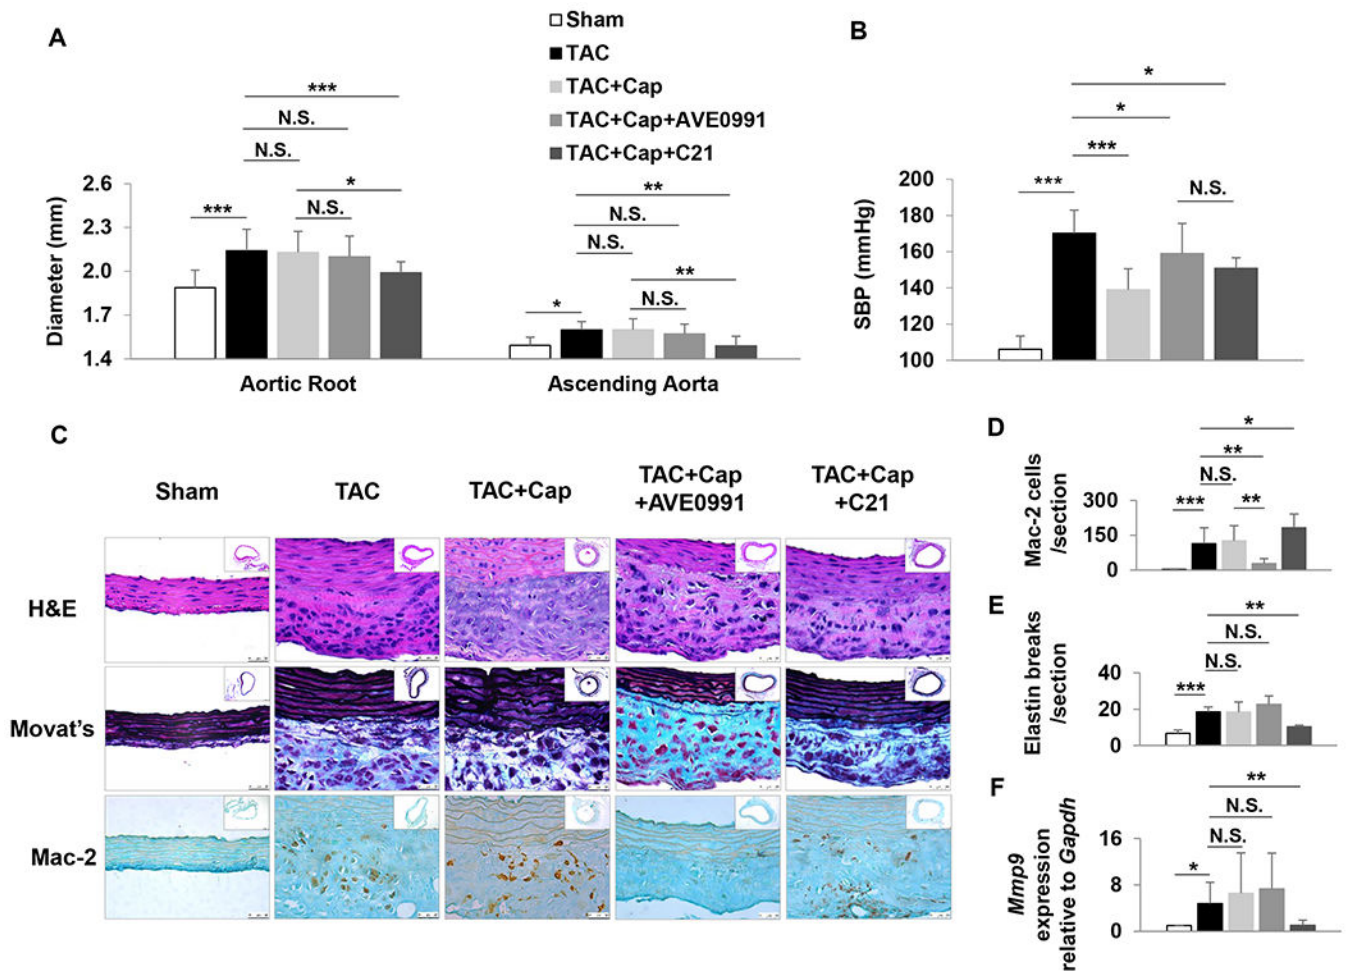 A
Sham
TAC
TAC+Cap
TAC+Cap+AVE0991
TAC+Cap+C21
***
N.S.
N.S.
*
N.S.
***
**
N.S.
N.S.
**
N.S.
*
Diameter (mm)
2.6
2.3
2.0
1.7
1.4
Aortic Root
Ascending Aorta
B
*
*
***
***
N.S.
SBP (mmHg)
200
180
160
140
120
100
C
Sham
TAC
TAC+Cap
TAC+Cap
+AVE0991
TAC+Cap
+C21
H&E
Movat's
Mac-2
D
*
**
N.S.
***
**
Mac-2 cells
/section
300
150
0
E
**
N.S.
N.S.
***
Elastin breaks
/section
40
20
0
F
**
N.S.
N.S.
*
Mmp9
expression
relative to Gapdh
16
8
0